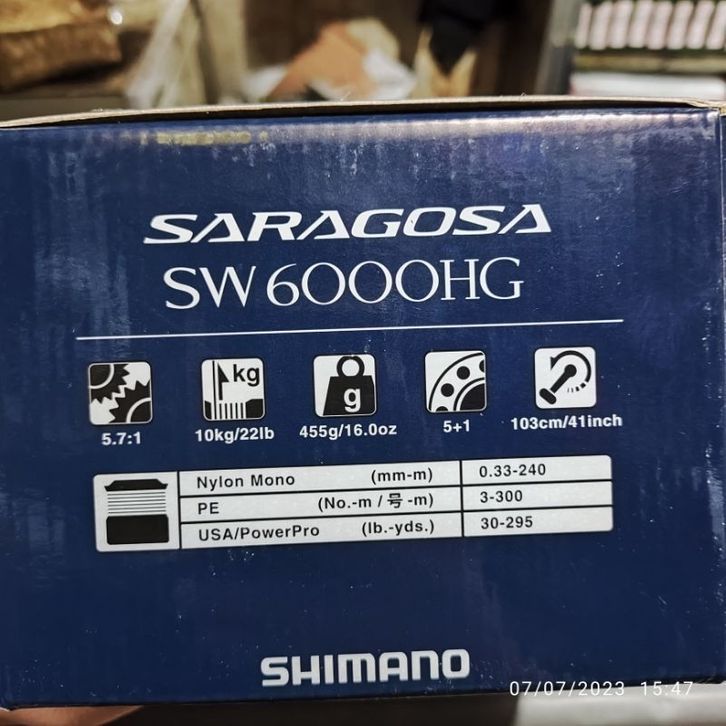 SARAGOSA
SW6000HG
kg
g
5.7:1
10kg/22lb
455g/16.0oz
5+1
103cm/41inch
Nylon Mono (mm-m) 0.33-240
PE (No.-m / 号-m) 3-300
USA/PowerPro (lb.-yds.) 30-295
SHIMANO
07/07/2023 15:47